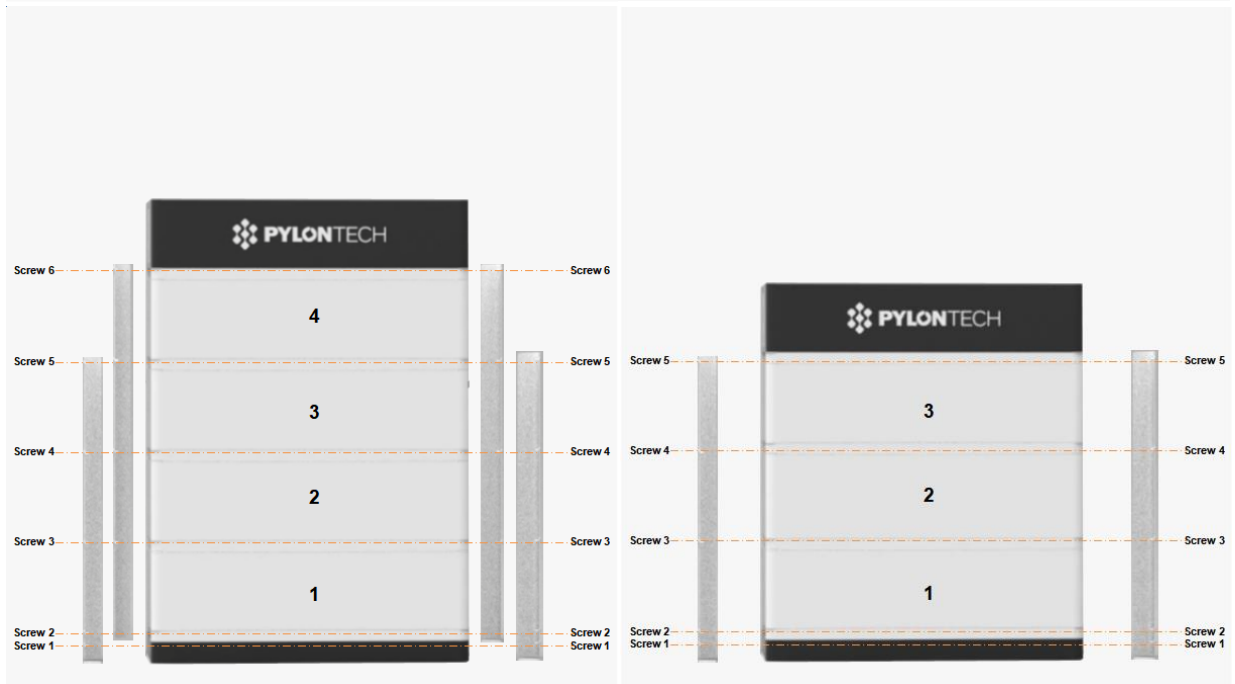 PYLONTECH
Screw 6 Screw 6
4
Screw 5 Screw 5
3
Screw 4 Screw 4
2
Screw 3 Screw 3
1
Screw 2 Screw 2
Screw 1 Screw 1
PYLONTECH
Screw 5 Screw 5
3
Screw 4 Screw 4
2
Screw 3 Screw 3
1
Screw 2 Screw 2
Screw 1 Screw 1